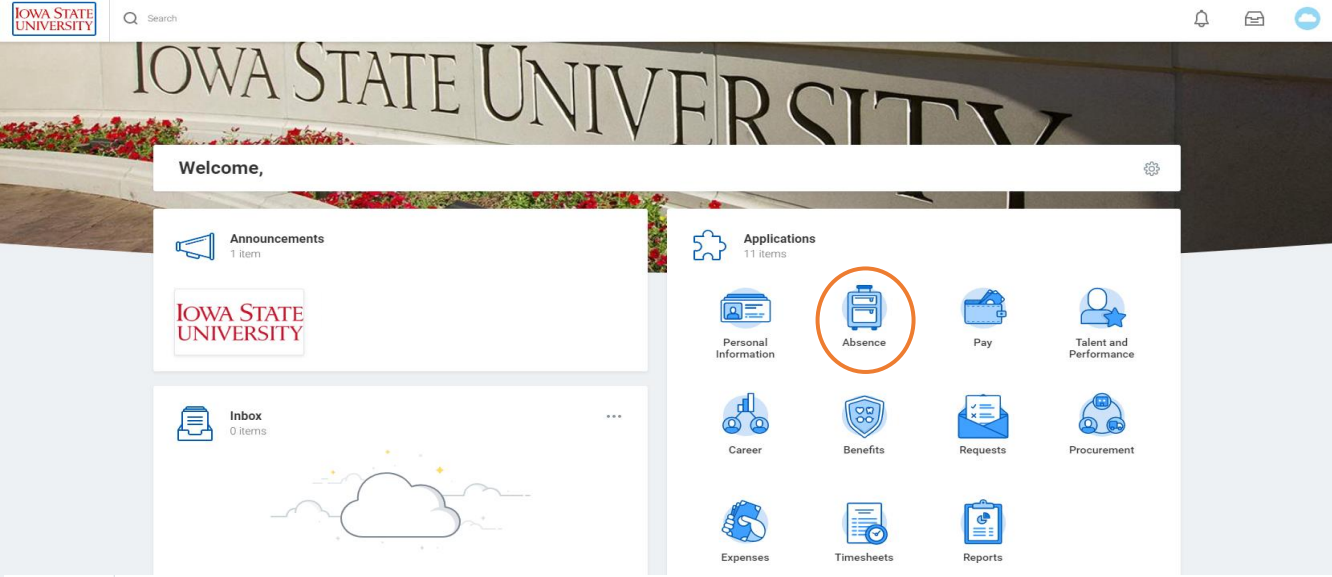 IOWA STATE
UNIVERSITY
Search
IOWA STATE UNIVERSITY
Welcome,
Announcements
1 item
IOWA STATE
UNIVERSITY
Inbox
0 items
Applications
11 items
Personal
Information
Absence
Pay
Talent and
Performance
Career
Benefits
Requests
Procurement
Expenses
Timesheets
Reports